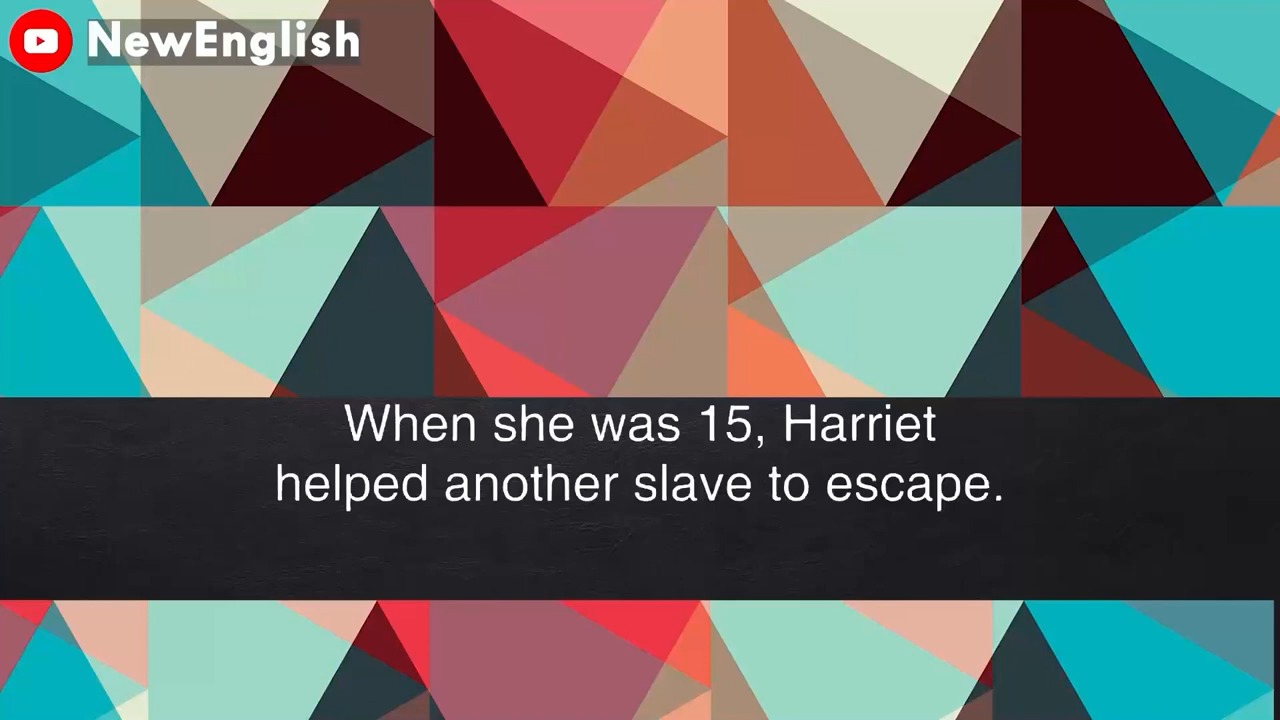 NewEnglish
When she was 15, Harriet
helped another slave to escape.